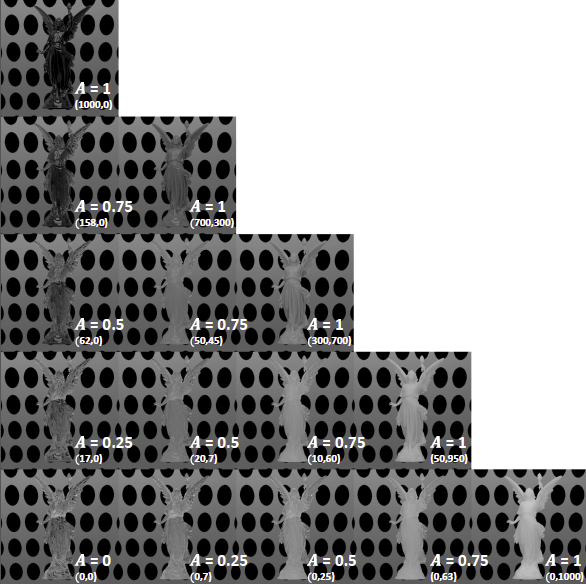 A = 1
(1000,0)
A = 0.75
(158,0)
A = 1
(700,300)
A = 0.5
(62,0)
A = 0.75
(50,45)
A = 1
(300,700)
A = 0.25
(17,0)
A = 0.5
(20,7)
A = 0.75
(10,60)
A = 1
(50,950)
A = 0
(0,0)
A = 0.25
(0,7)
A = 0.5
(0,25)
A = 0.75
(0,63)
A = 1
(0,1000)